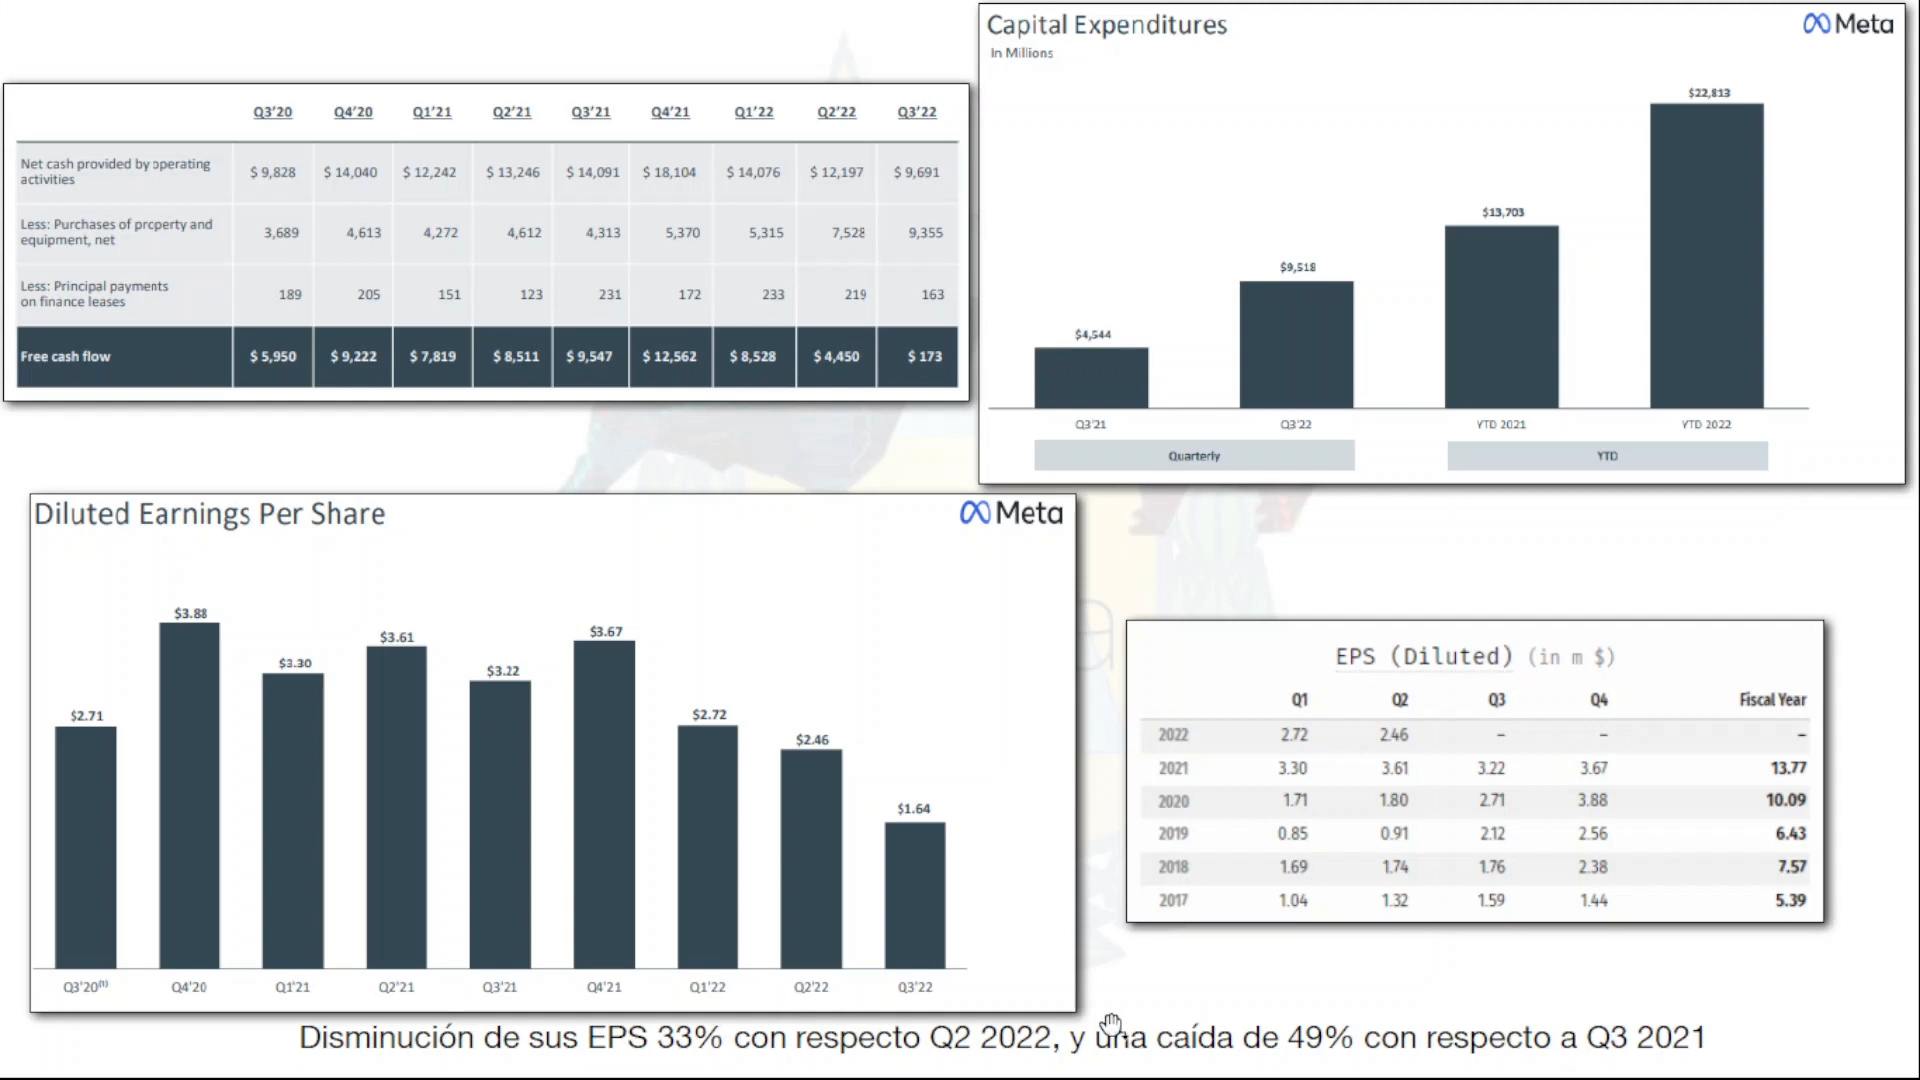 Q3'20 Q4'20 Q1'21 Q2'21 Q3'21 Q4'21 Q1'22 Q2'22 Q3'22
Net cash provided by operating
activities
$ 9,828 $ 14,040 $ 12,242 $ 13,246 $ 14,091 $ 18,104 $ 14,076 $ 12,197 $ 9,691
Less: Purchases of property and
equipment, net
3,689 4,613 4,272 4,612 4,313 5,370 5,315 7,528 9,355
Less: Principal payments
on finance leases
189 205 151 123 231 172 233 219 163
Free cash flow $ 5,950 $ 9,222 $ 7,819 $ 8,511 $ 9,547 $ 12,562 $ 8,528 $ 4,450 $ 173
Capital Expenditures
Meta
In Millions
$22,813
$13,703
$9,518
$4,544
Q3'21 Q3'22 YTD 2021 YTD 2022
Quarterly YTD
Diluted Earnings Per Share
Meta
$2.71 $3.88 $3.30 $3.61 $3.22 $3.67 $2.72 $2.46 $1.64
Q3'20(1) Q4'20 Q1'21 Q2'21 Q3'21 Q4'21 Q1'22 Q2'22 Q3'22
EPS (Diluted) (in m $)
Q1 Q2 Q3 Q4 Fiscal Year
2022 2.72 2.46 – – –
2021 3.30 3.61 3.22 3.67 13.77
2020 1.71 1.80 2.71 3.88 10.09
2019 0.85 0.91 2.12 2.56 6.43
2018 1.69 1.74 1.76 2.38 7.57
2017 1.04 1.32 1.59 1.44 5.39
Disminución de sus EPS 33% con respecto Q2 2022, y una caída de 49% con respecto a Q3 2021